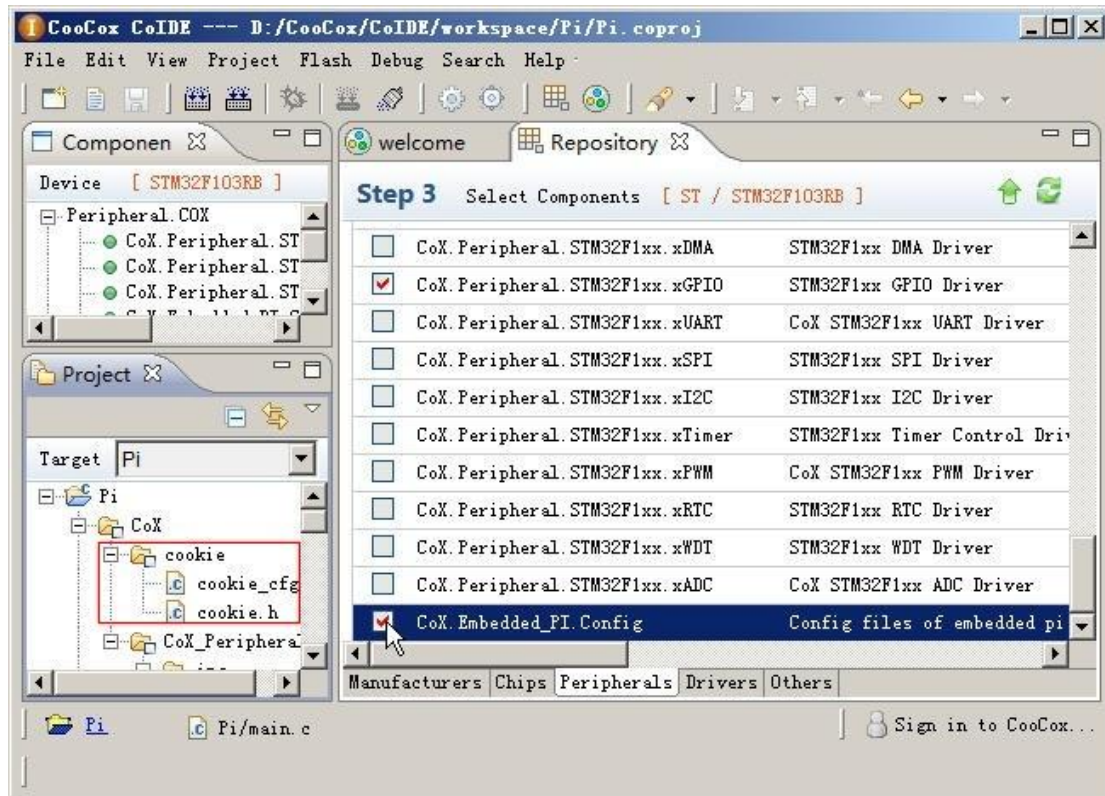 CooCox CoIDE --- D:/CooCox/CoIDE/workspace/Pi/Pi.coproj
File Edit View Project Flash Debug Search Help
Componen
Device [ STM32F103RB ]
Peripheral.COX
CoX.Peripheral.ST
CoX.Peripheral.ST
CoX.Peripheral.ST
Project
Target Pi
Pi
CoX
cookie
cookie_cfg
cookie.h
CoX_Periphera
welcome Repository
Step 3 Select Components [ ST / STM32F103RB ]
CoX.Peripheral.STM32F1xx.xDMA STM32F1xx DMA Driver
CoX.Peripheral.STM32F1xx.xGPIO STM32F1xx GPIO Driver
CoX.Peripheral.STM32F1xx.xUART CoX STM32F1xx UART Driver
CoX.Peripheral.STM32F1xx.xSPI STM32F1xx SPI Driver
CoX.Peripheral.STM32F1xx.xI2C STM32F1xx I2C Driver
CoX.Peripheral.STM32F1xx.xTimer STM32F1xx Timer Control Driv
CoX.Peripheral.STM32F1xx.xPWM CoX STM32F1xx PWM Driver
CoX.Peripheral.STM32F1xx.xRTC STM32F1xx RTC Driver
CoX.Peripheral.STM32F1xx.xWDT STM32F1xx WDT Driver
CoX.Peripheral.STM32F1xx.xADC CoX STM32F1xx ADC Driver
CoX.Embedded_PI.Config Config files of embedded pi
Manufacturers Chips Peripherals Drivers Others
Pi Pi/main.c Sign in to CooCox...